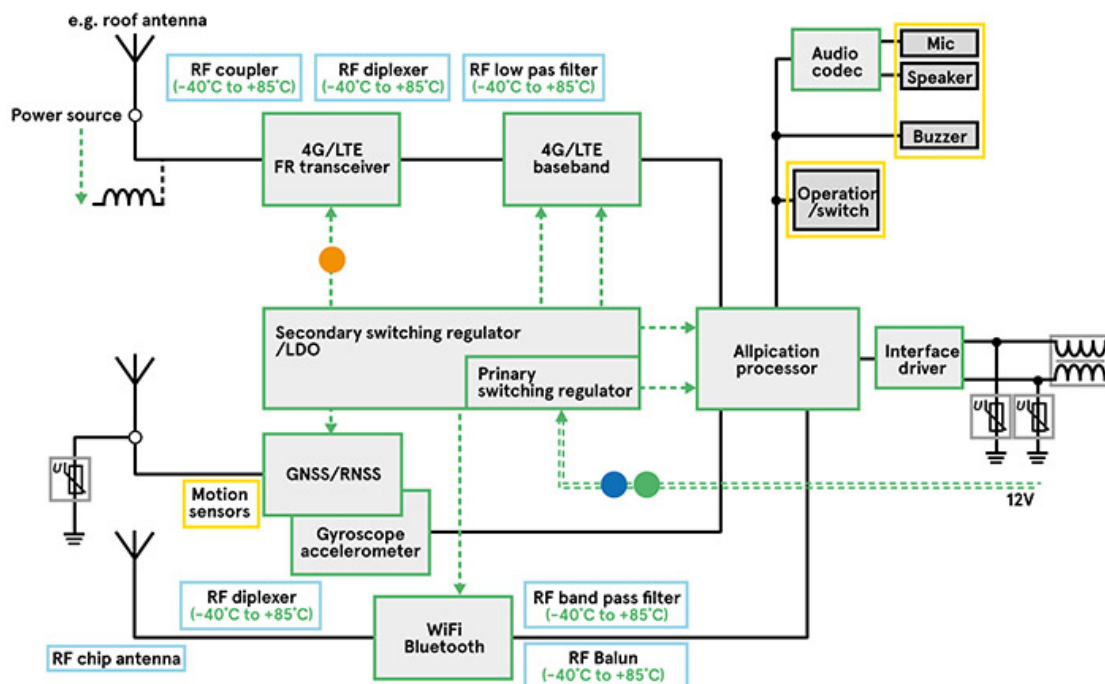 e.g. roof antenna
RF coupler
(-40°C to +85°C)
RF diplexer
(-40°C to +85°C)
RF low pas filter
(-40°C to +85°C)
Audio
codec
Mic
Speaker
Buzzer
Power source
4G/LTE
FR transceiver
4G/LTE
baseband
Operation
/switch
Secondary switching regulator
/LDO
Primary
switching regulator
Allpication
processor
Interface
driver
U
U
U
GNSS/RNSS
Motion
sensors
Gyroscope
accelerometer
12V
RF diplexer
(-40°C to +85°C)
WiFi
Bluetooth
RF band pass filter
(-40°C to +85°C)
RF chip antenna
RF Balun
(-40°C to +85°C)